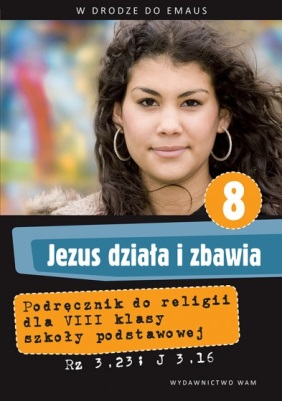 W DRODZE DO EMAUS
8
Jezus działa i zbawia
Podręcznik do religii
dla VIII klasy
szkoły podstawowej
Rz 3,23; J 3,16
WYDAWNICTWO WAM